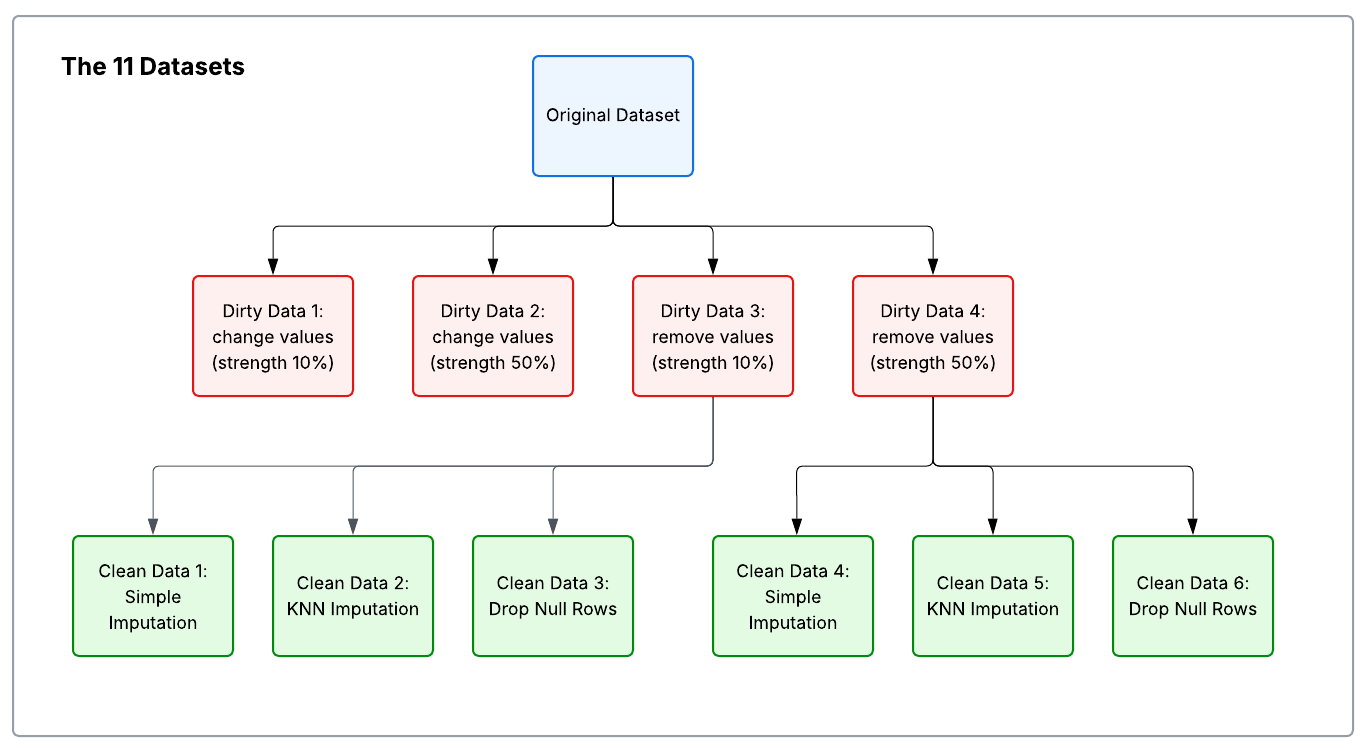 The 11 Datasets
Original Dataset
Dirty Data 1:
change values
(strength 10%)
Dirty Data 2:
change values
(strength 50%)
Dirty Data 3:
remove values
(strength 10%)
Dirty Data 4:
remove values
(strength 50%)
Clean Data 1:
Simple
Imputation
Clean Data 2:
KNN Imputation
Clean Data 3:
Drop Null Rows
Clean Data 4:
Simple
Imputation
Clean Data 5:
KNN Imputation
Clean Data 6:
Drop Null Rows